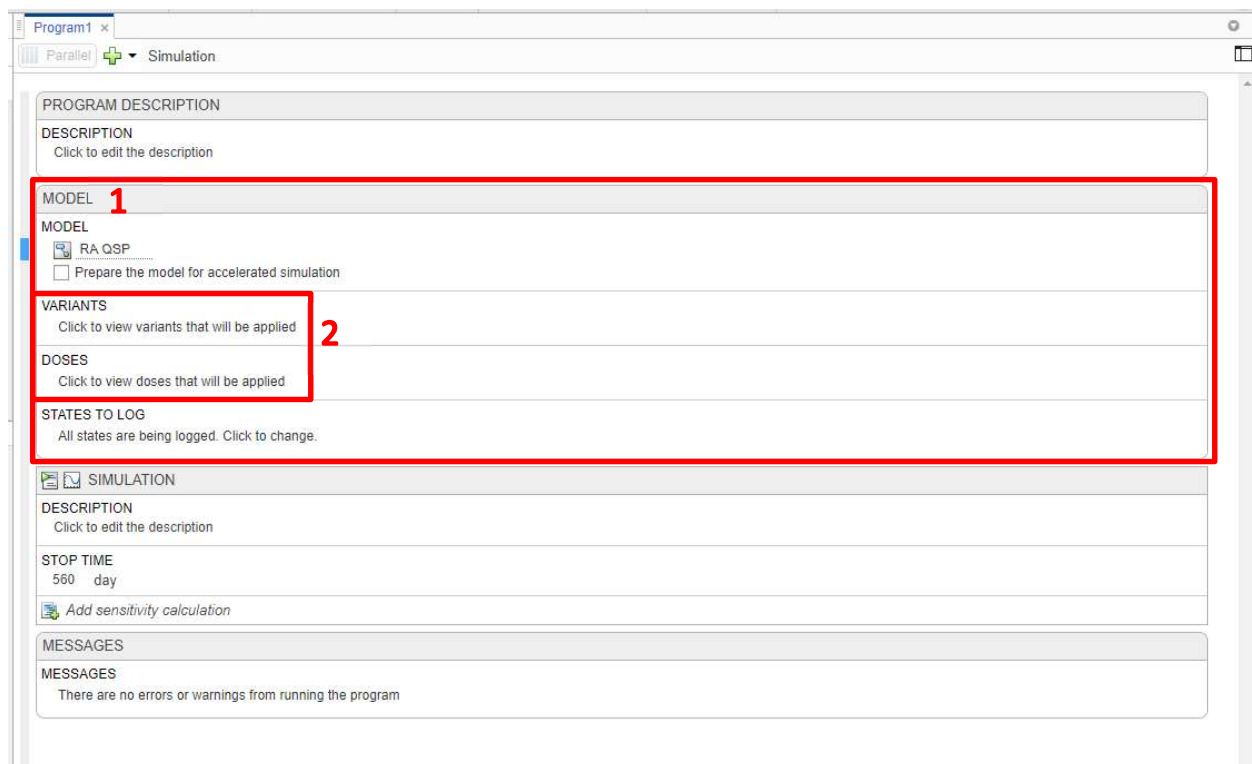 Program1 ×
Parallel Simulation
PROGRAM DESCRIPTION
DESCRIPTION
Click to edit the description
MODEL 1
MODEL
RA QSP
Prepare the model for accelerated simulation
VARIANTS
Click to view variants that will be applied
2
DOSES
Click to view doses that will be applied
STATES TO LOG
All states are being logged. Click to change.
SIMULATION
DESCRIPTION
Click to edit the description
STOP TIME
560 day
Add sensitivity calculation
MESSAGES
MESSAGES
There are no errors or warnings from running the program